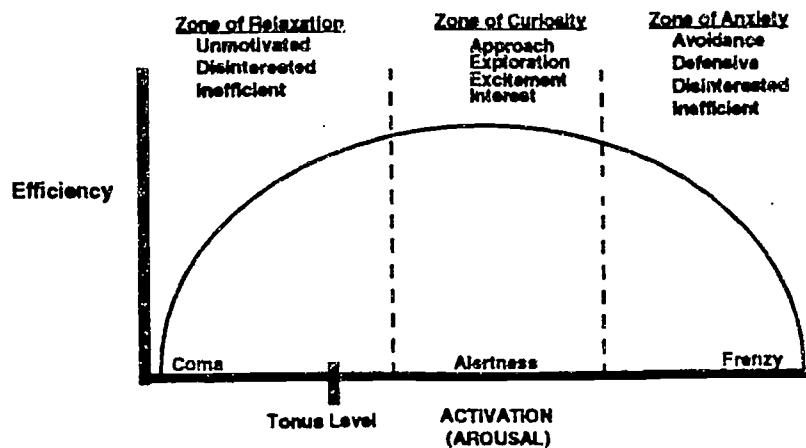 Zone of Relaxation
Unmotivated
Disinterested
Inefficient
Zone of Curiosity
Approach
Exploration
Excitement
Interest
Zone of Anxiety
Avoidance
Defensive
Disinterested
Inefficient
Efficiency
Coma
Alertness
Frenzy
Tonus Level
ACTIVATION
(AROUSAL)